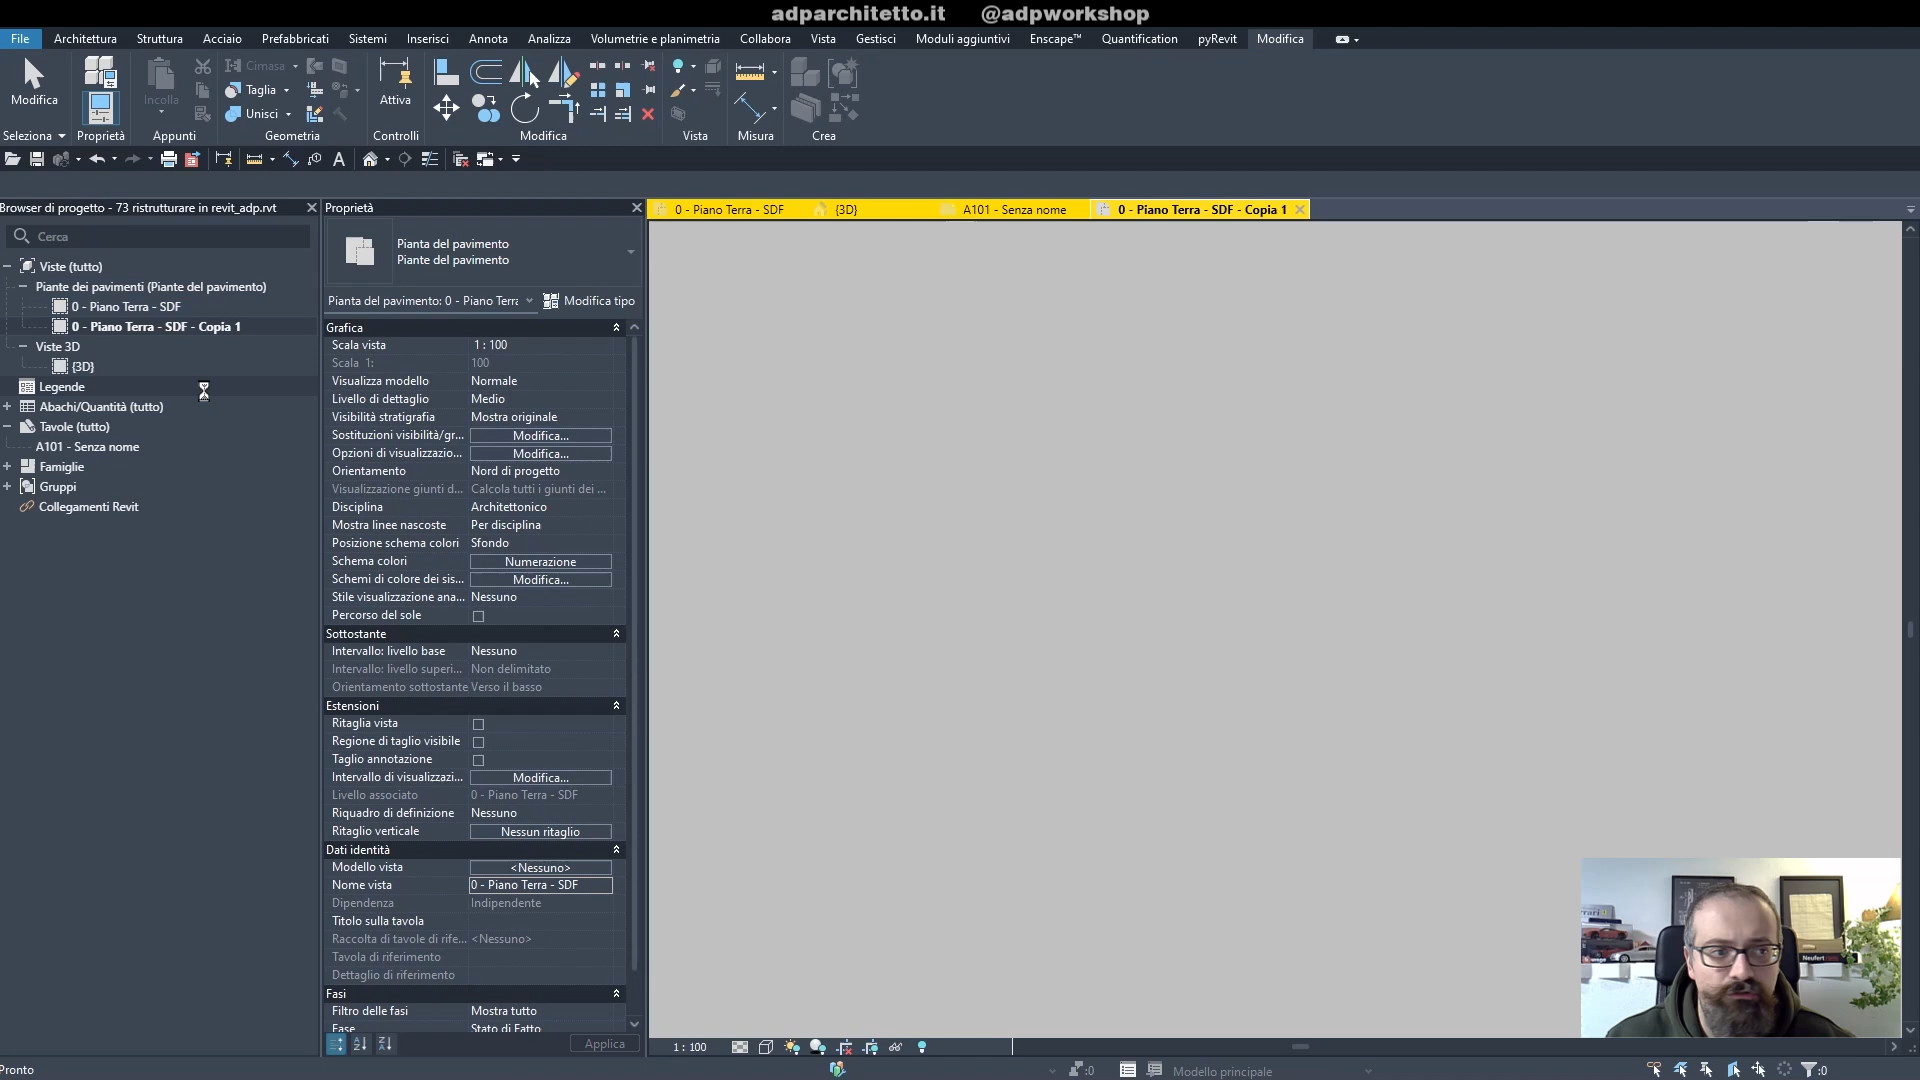 adparchitetto.it @adpworkshop
File Architettura Struttura Acciaio Prefabbricati Sistemi Inserisci Annota Analizza Volumetrie e planimetria Collabora Vista Gestisci Moduli aggiuntivi Enscape™ Quantification pyRevit Modifica
Modifica
Incolla
Cimasa
Taglia
Unisci
Attiva
Seleziona Proprietà Appunti Geometria Controlli Modifica Vista Misura Crea
Browser di progetto - 73 ristrutturare in revit_adp.rvt
Cerca
Viste (tutto)
Piante dei pavimenti (Piante del pavimento)
0 - Piano Terra - SDF
0 - Piano Terra - SDF - Copia 1
Viste 3D
{3D}
Legende
Abachi/Quantità (tutto)
Tavole (tutto)
A101 - Senza nome
Famiglie
Gruppi
Collegamenti Revit
Proprietà
Pianta del pavimento
Piante del pavimento
Pianta del pavimento: 0 - Piano Terra Modifica tipo
Grafica
Scala vista 1 : 100
Scala 1: 100
Visualizza modello Normale
Livello di dettaglio Medio
Visibilità stratigrafia Mostra originale
Sostituzioni visibilità/gr... Modifica...
Opzioni di visualizzazio... Modifica...
Orientamento Nord di progetto
Visualizzazione giunti d... Calcola tutti i giunti dei ...
Disciplina Architettonico
Mostra linee nascoste Per disciplina
Posizione schema colori Sfondo
Schema colori Numerazione
Schemi di colore dei sis... Modifica...
Stile visualizzazione ana... Nessuno
Percorso del sole
Sottostante
Intervallo: livello base Nessuno
Intervallo: livello superi... Non delimitato
Orientamento sottostante Verso il basso
Estensioni
Ritaglia vista
Regione di taglio visibile
Taglio annotazione
Intervallo di visualizzazi... Modifica...
Livello associato 0 - Piano Terra - SDF
Riquadro di definizione Nessuno
Ritaglio verticale Nessun ritaglio
Dati identità
Modello vista <Nessuno>
Nome vista 0 - Piano Terra - SDF
Dipendenza Indipendente
Titolo sulla tavola
Raccolta di tavole di rife... <Nessuno>
Tavola di riferimento
Dettaglio di riferimento
Fasi
Filtro delle fasi Mostra tutto
Fase Stato di Fatto
Applica
0 - Piano Terra - SDF {3D} A101 - Senza nome 0 - Piano Terra - SDF - Copia 1
1 : 100
Pronto
:0 Modello principale :0